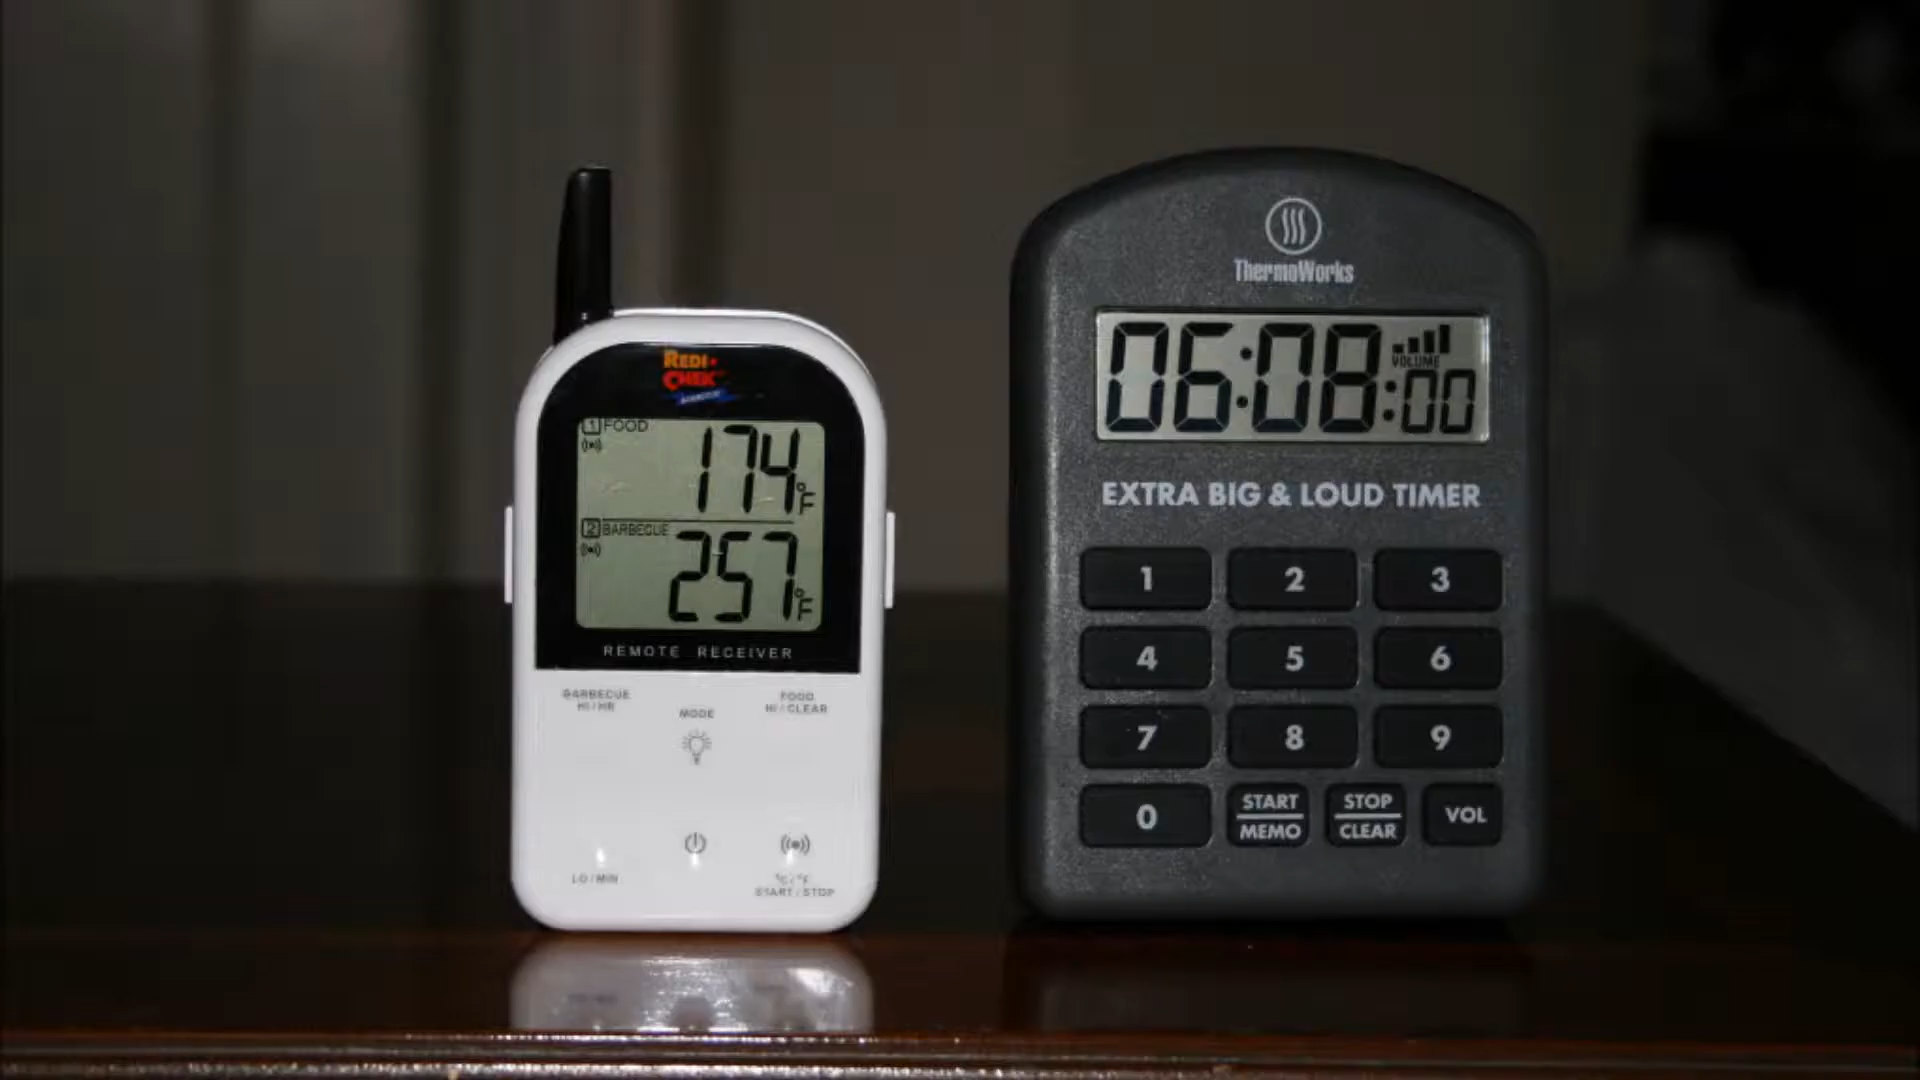 REDI
CHEK
1 FOOD
174°F
2 BARBECUE
257°F
REMOTE RECEIVER
BARBECUE
HI / HR
FOOD
HI / CLEAR
MODE
LO / MIN
°C / °F
START / STOP
ThermoWorks
06:08:00
VOLUME
EXTRA BIG & LOUD TIMER
1 2 3
4 5 6
7 8 9
0 START MEMO STOP CLEAR VOL